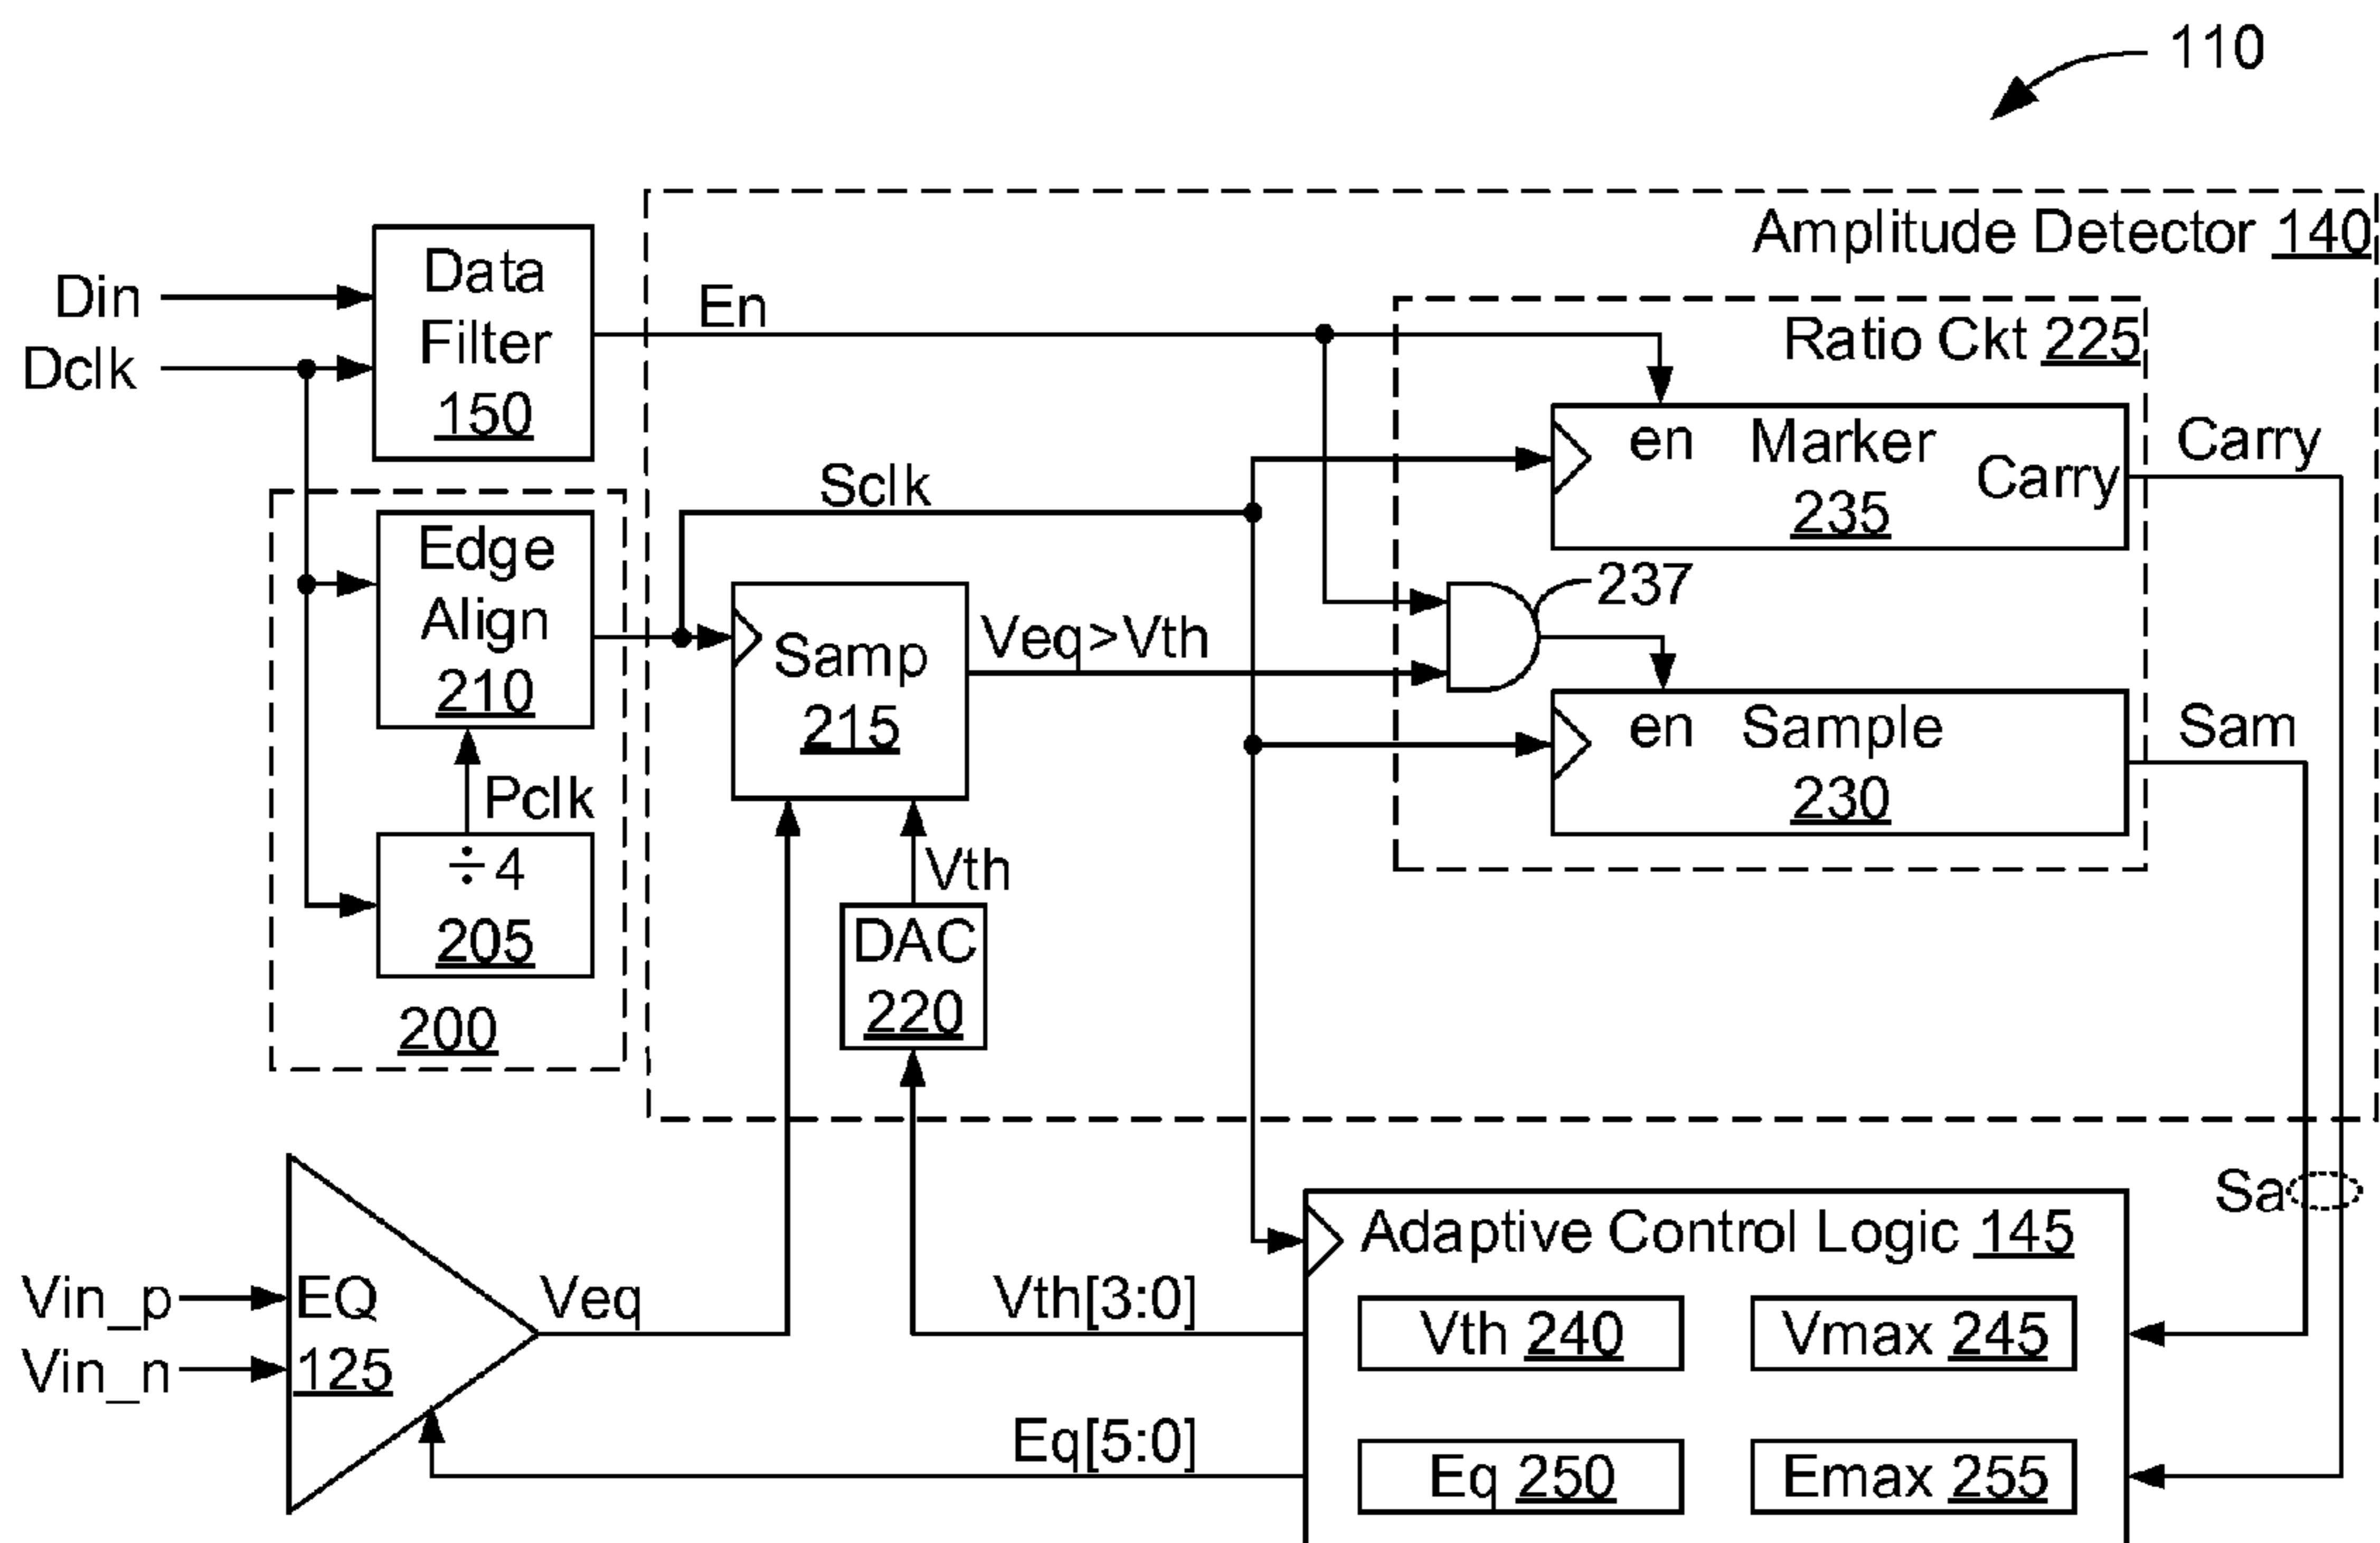 110
Amplitude Detector 140
Din
Dclk
Data
Filter
150
En
Ratio Ckt 225
en Marker
Carry
235
Carry
Sclk
Edge
Align
210
Samp
215
Veq>Vth
237
en Sample
230
Sam
Pclk
÷4
205
200
Vth
DAC
220
Sa
Adaptive Control Logic 145
Vin_p
Vin_n
EQ
125
Veq
Vth[3:0]
Vth 240
Vmax 245
Eq[5:0]
Eq 250
Emax 255